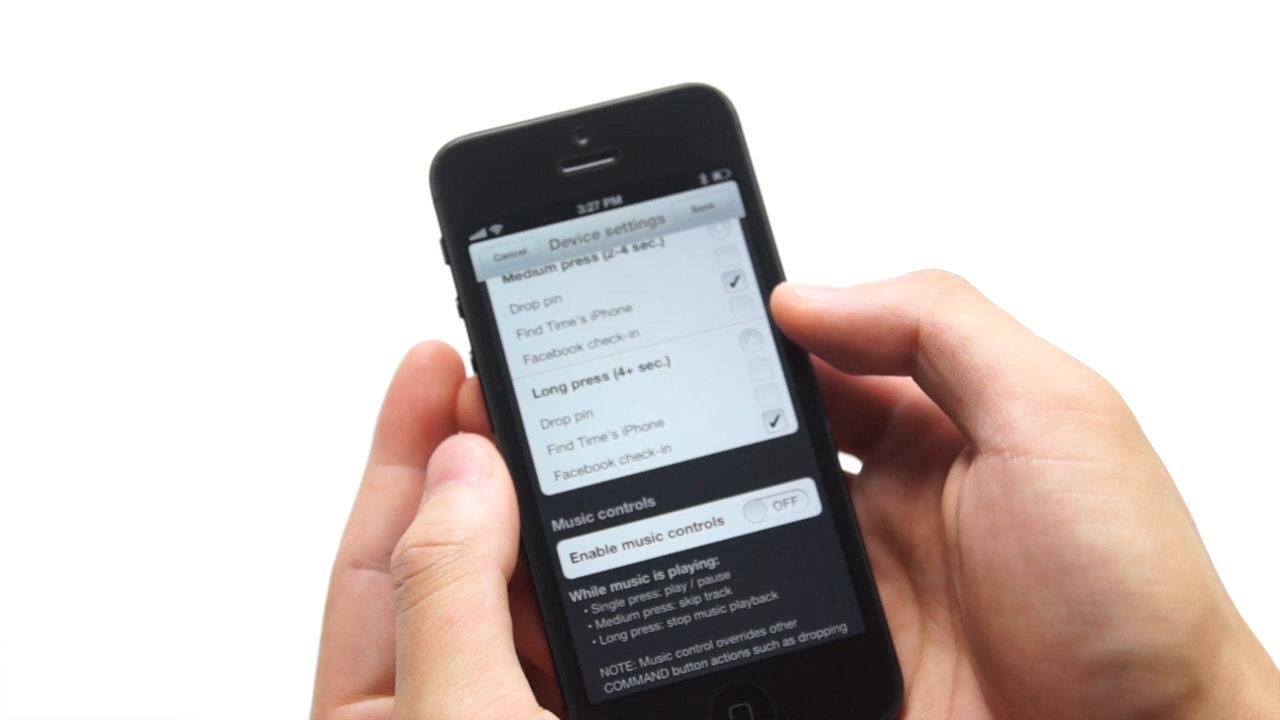 3:27 PM
Cancel
Device settings
Save
Medium press (2-4 sec.)
Drop pin
Find Time's iPhone
Facebook check-in
Long press (4+ sec.)
Drop pin
Find Time's iPhone
Facebook check-in
Music controls
Enable music controls
OFF
While music is playing:
• Single press: play / pause
• Medium press: skip track
• Long press: stop music playback
NOTE: Music control overrides other
COMMAND button actions such as dropping